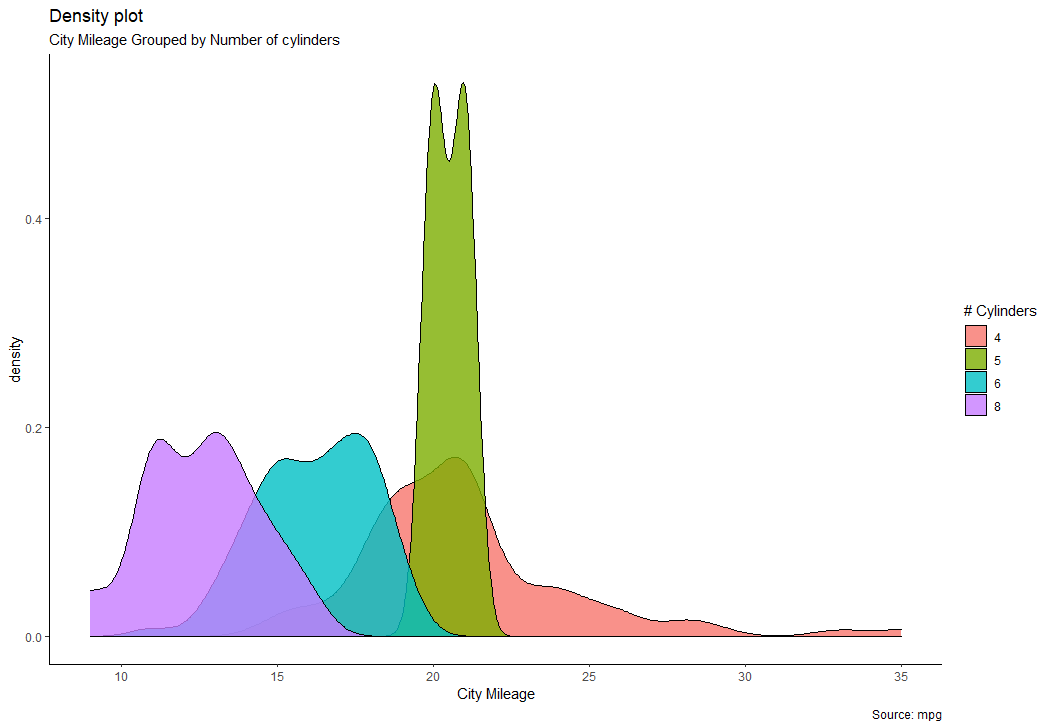 Density plot
City Mileage Grouped by Number of cylinders
density
0.4
0.2
0.0
10 15 20 25 30 35
City Mileage
# Cylinders
4
5
6
8
Source: mpg